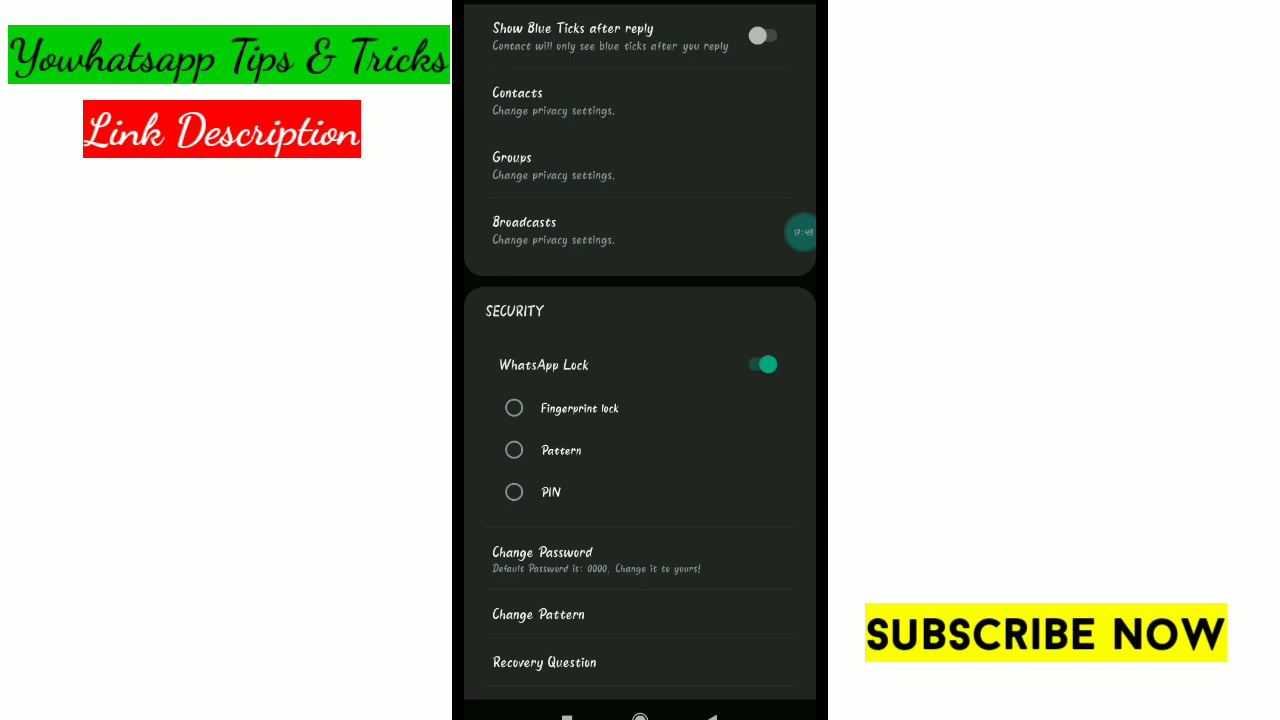 Yowhatsapp Tips & Tricks
Link Description
Show Blue Ticks after reply
Contact will only see blue ticks after you reply
Contacts
Change privacy settings.
Groups
Change privacy settings.
Broadcasts
Change privacy settings.
17:49
SECURITY
WhatsApp Lock
Fingerprint lock
Pattern
PIN
Change Password
Default Password is: 0000, Change it to yours!
Change Pattern
Recovery Question
SUBSCRIBE NOW